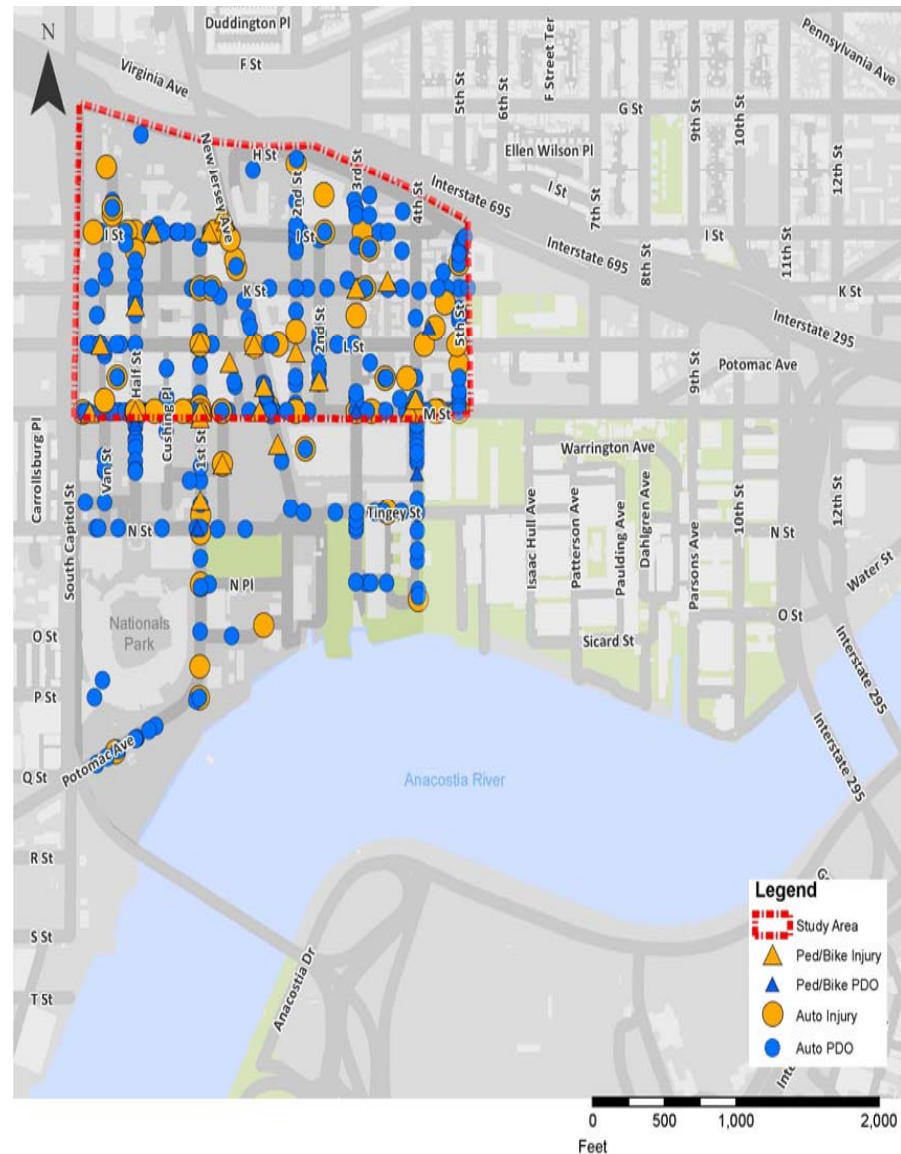 Duddington Pl
N
F St
Virginia Ave
Pennsylvania Ave
5th St
6th St
F Street Ter
G St
9th St
10th St
12th St
Ellen Wilson Pl
New Jersey Ave
H St
2nd St
3rd St
4th St
Interstate 695
I St
7th St
I St
I St
I St
Interstate 695
8th St
11th St
K St
K St
5th St
Interstate 295
2nd St
L St
Half St
Potomac Ave
9th St
Cushing Pl
M St
1st St
Carrollsburg Pl
Van St
Warrington Ave
South Capitol St
Isaac Hull Ave
Patterson Ave
Paulding Ave
Dahlgren Ave
Parsons Ave
10th St
12th St
Tingey St
N St
N St
Water St
N Pl
Nationals
Park
O St
O St
Sicard St
Interstate 295
P St
Potomac Ave
Interstate 295
Q St
Anacostia River
R St
Legend
Study Area
S St
Anacostia Dr
Ped/Bike Injury
T St
Ped/Bike PDO
Auto Injury
Auto PDO
0 500 1,000 2,000
Feet